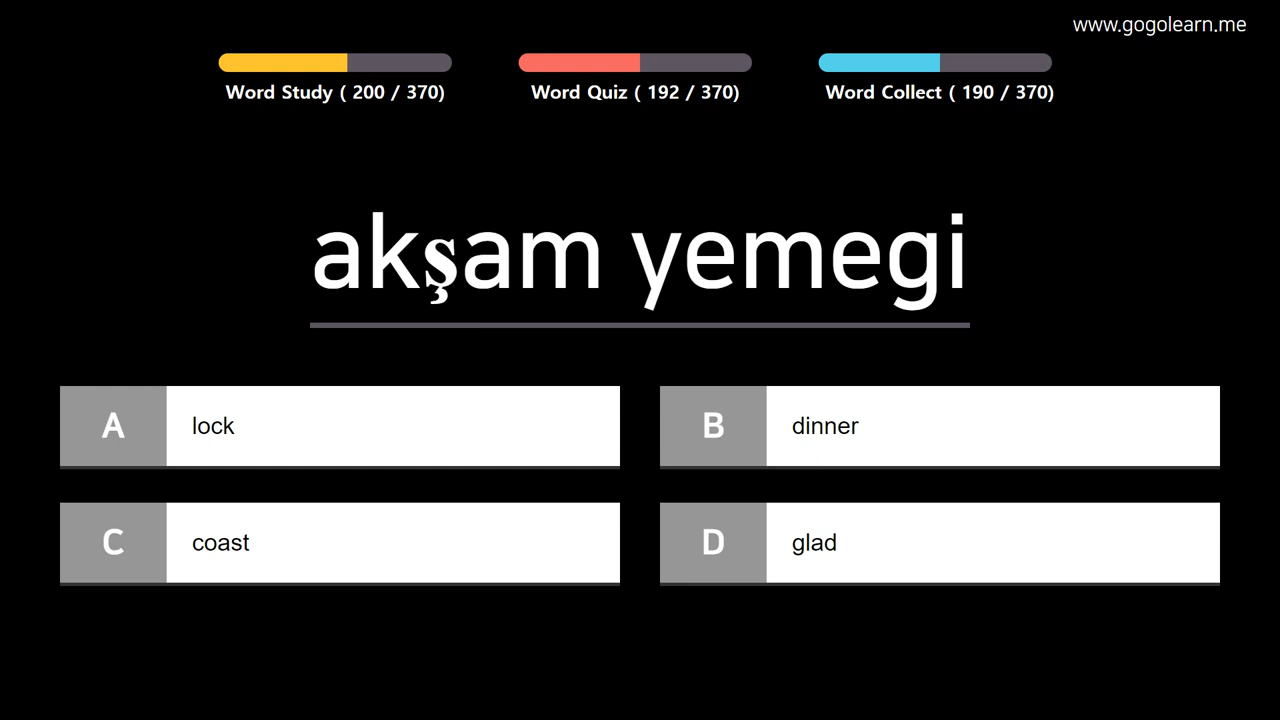 www.gogolearn.me
Word Study ( 200 / 370)
Word Quiz ( 192 / 370)
Word Collect ( 190 / 370)
akşam yemegi
A lock
B dinner
C coast
D glad